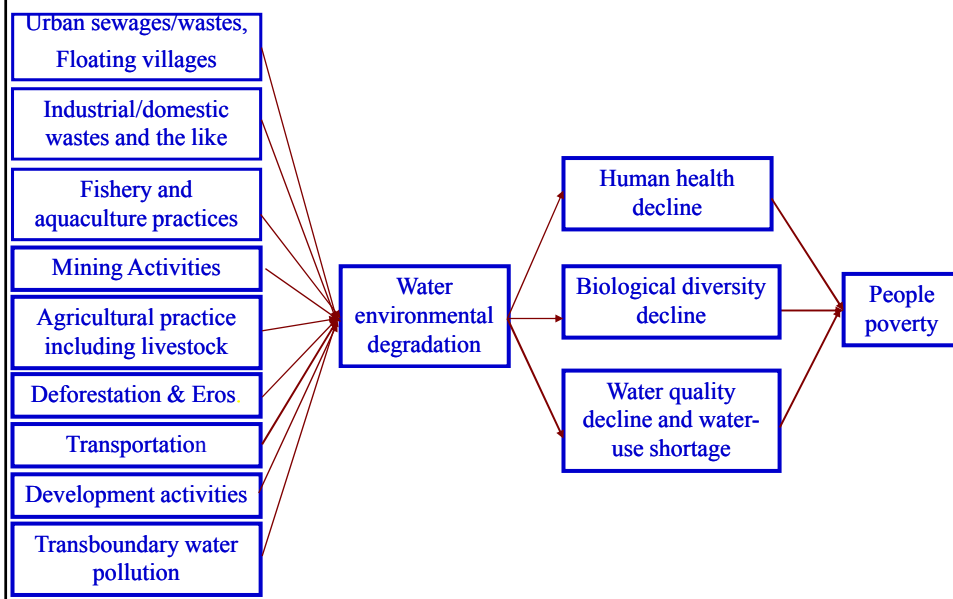 Urban sewages/wastes,
Floating villages
Industrial/domestic
wastes and the like
Fishery and
aquaculture practices
Mining Activities
Agricultural practice
including livestock
Deforestation & Eros.
Transportation
Development activities
Transboundary water
pollution
Water
environmental
degradation
Human health
decline
Biological diversity
decline
Water quality
decline and water-
use shortage
People
poverty